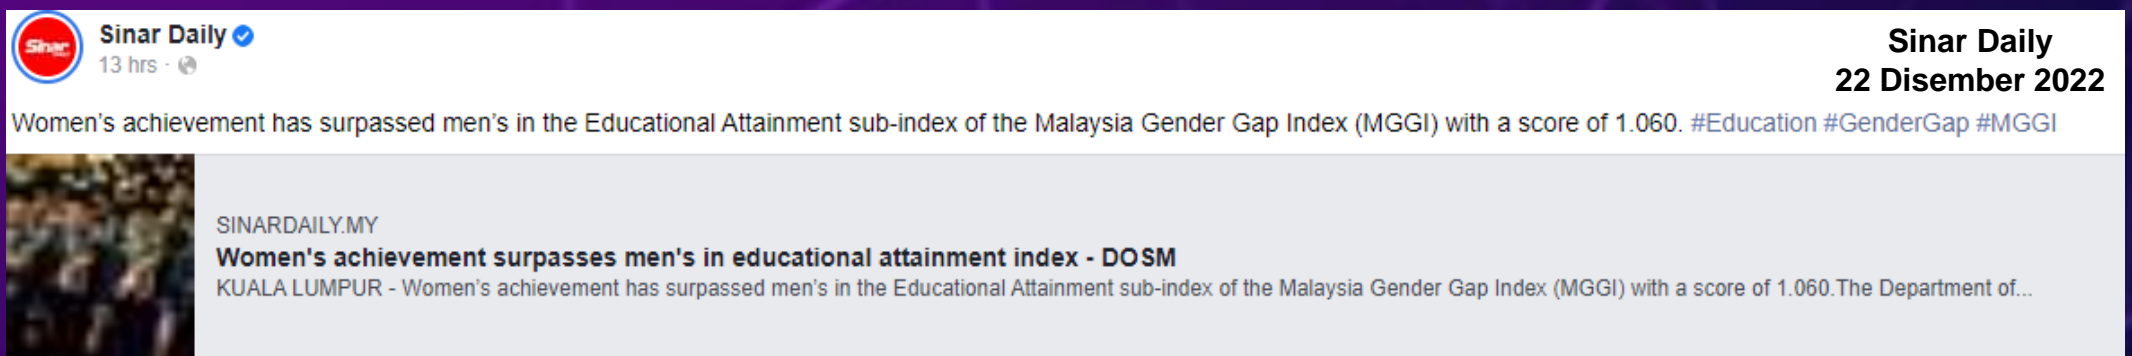 Sinar Daily
13 hrs ·
Sinar Daily
22 Disember 2022
Women's achievement has surpassed men's in the Educational Attainment sub-index of the Malaysia Gender Gap Index (MGGI) with a score of 1.060. #Education #GenderGap #MGGI
Sinar
SINARDAILY.MY
Women's achievement surpasses men's in educational attainment index - DOSM
KUALA LUMPUR - Women's achievement has surpassed men's in the Educational Attainment sub-index of the Malaysia Gender Gap Index (MGGI) with a score of 1.060.The Department of...